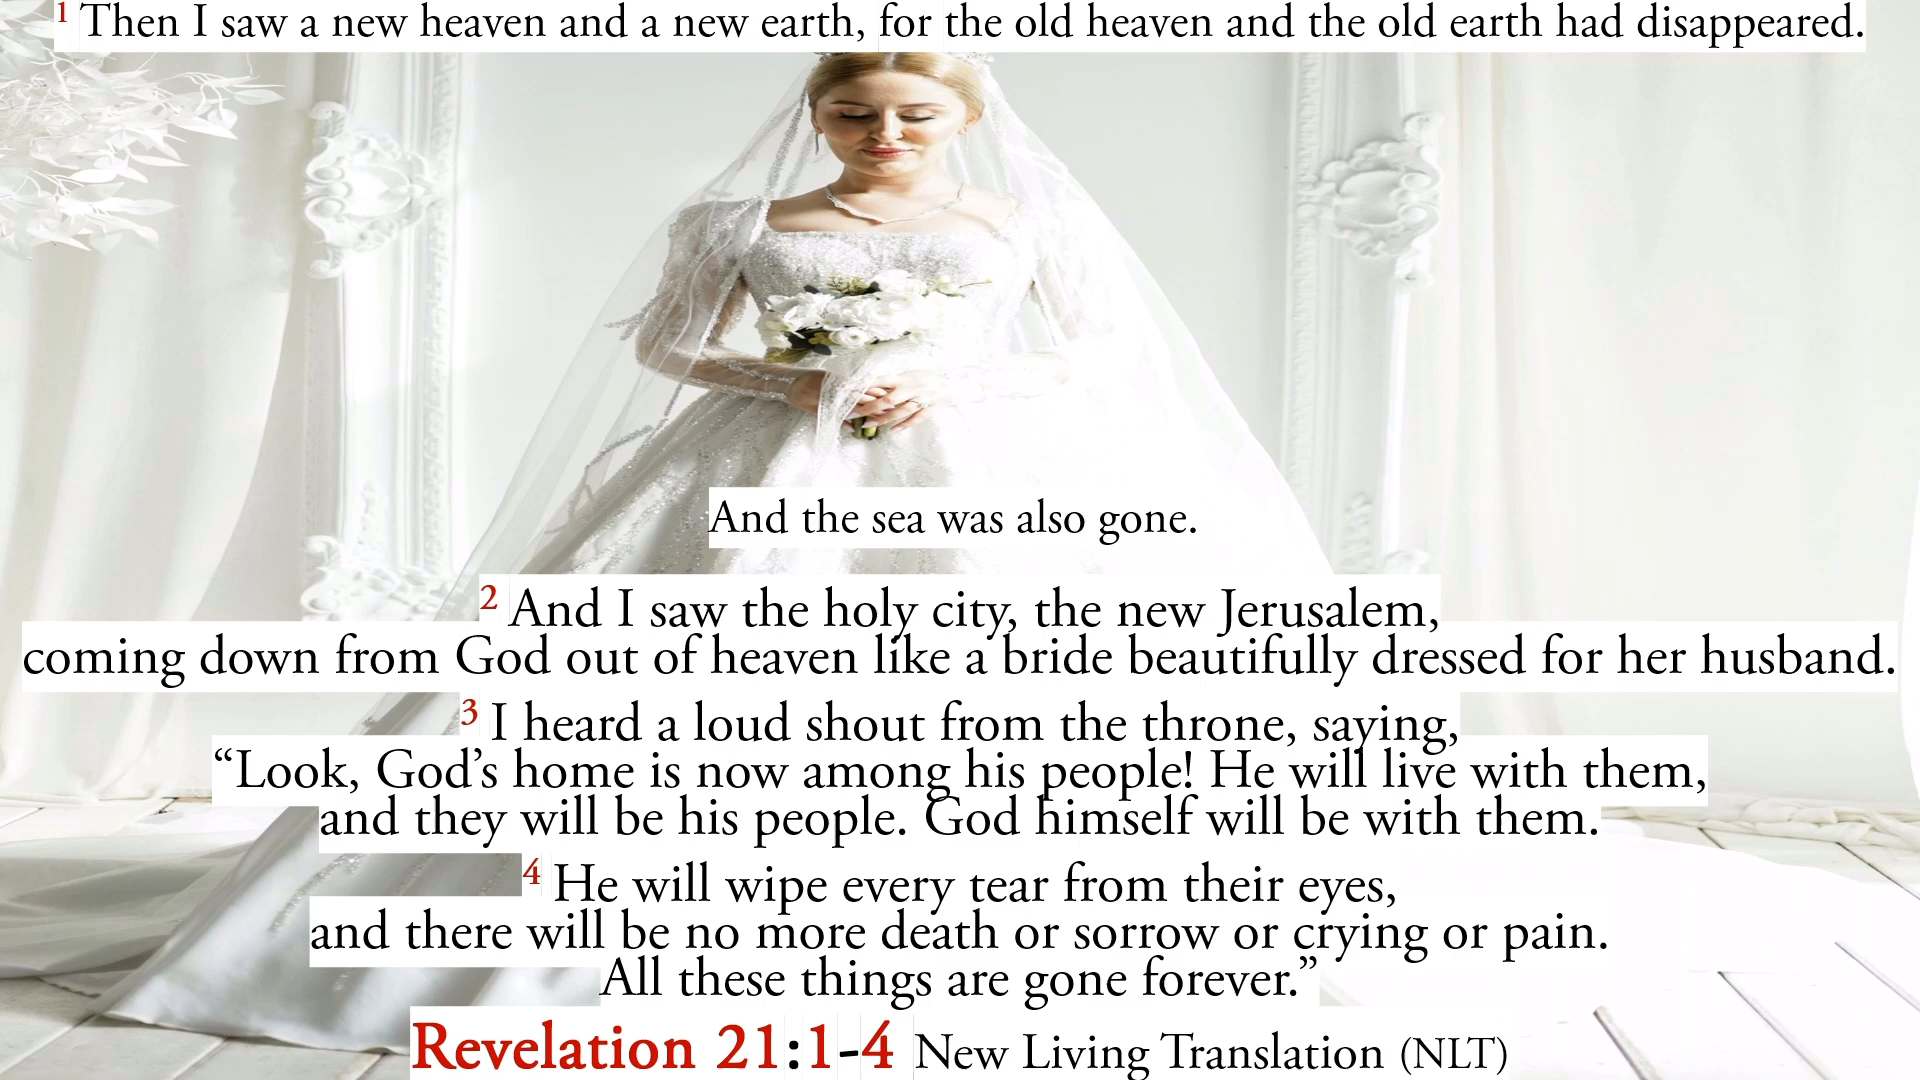 1 Then I saw a new heaven and a new earth, for the old heaven and the old earth had disappeared.
And the sea was also gone.
2 And I saw the holy city, the new Jerusalem,
coming down from God out of heaven like a bride beautifully dressed for her husband.
3 I heard a loud shout from the throne, saying,
“Look, God’s home is now among his people! He will live with them,
and they will be his people. God himself will be with them.
4 He will wipe every tear from their eyes,
and there will be no more death or sorrow or crying or pain.
All these things are gone forever.”
Revelation 21:1-4 New Living Translation (NLT)